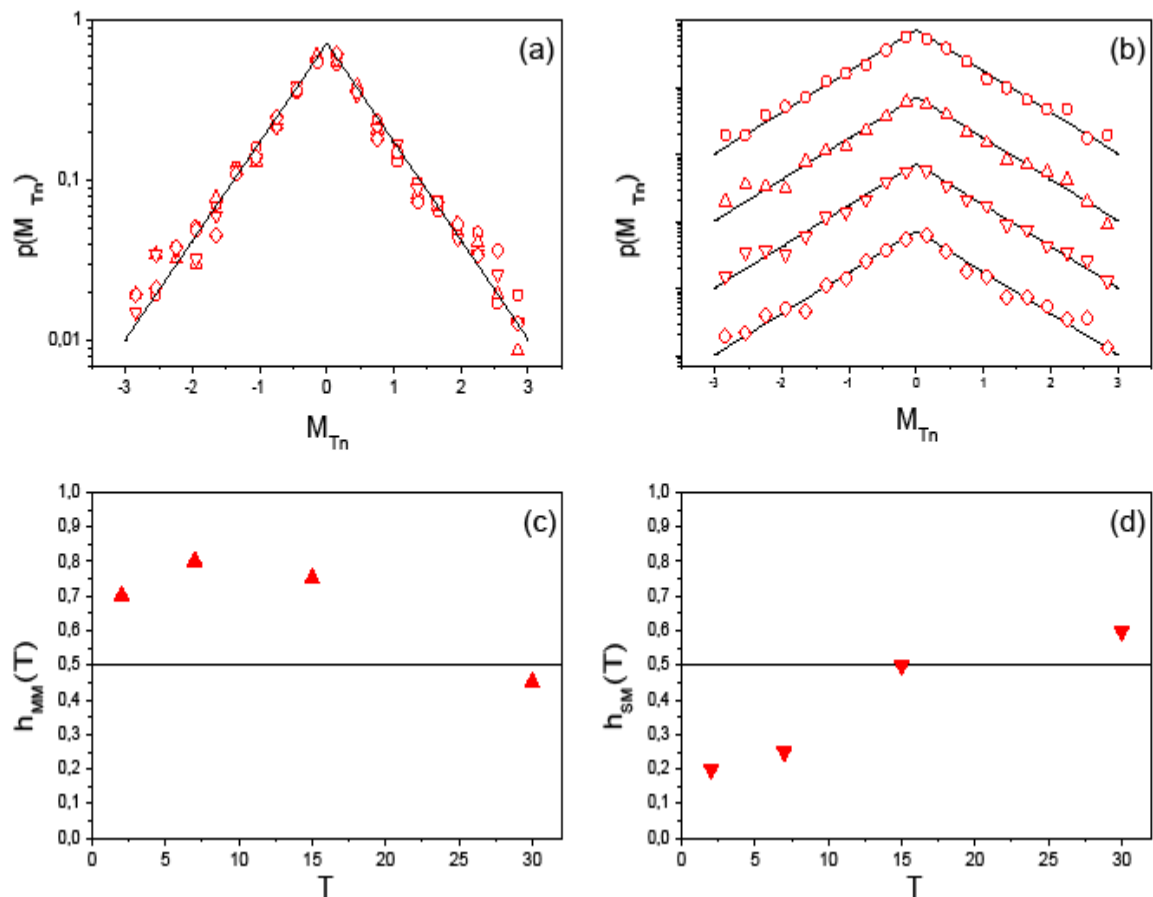 (a)
p(M Tn)
1
0,1
0,01
-3 -2 -1 0 1 2 3
M Tn
(b)
p(M Tn)
-3 -2 -1 0 1 2 3
M Tn
(c)
h MM (T)
1,0
0,9
0,8
0,7
0,6
0,5
0,4
0,3
0,2
0,1
0,0
0 5 10 15 20 25 30
T
(d)
h SM (T)
1,0
0,9
0,8
0,7
0,6
0,5
0,4
0,3
0,2
0,1
0,0
0 5 10 15 20 25 30
T